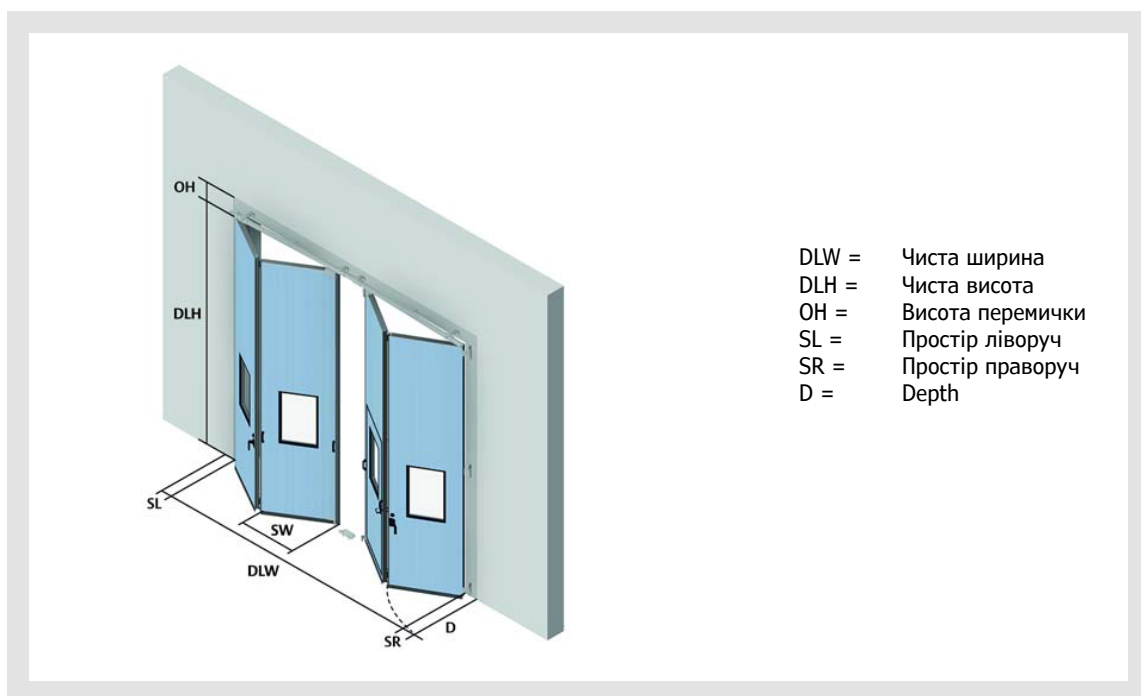 OH
DLH
SL
SW
DLW
SR
D
DLW = Чиста ширина
DLH = Чиста висота
OH = Висота перемички
SL = Простір ліворуч
SR = Простір праворуч
D = Depth